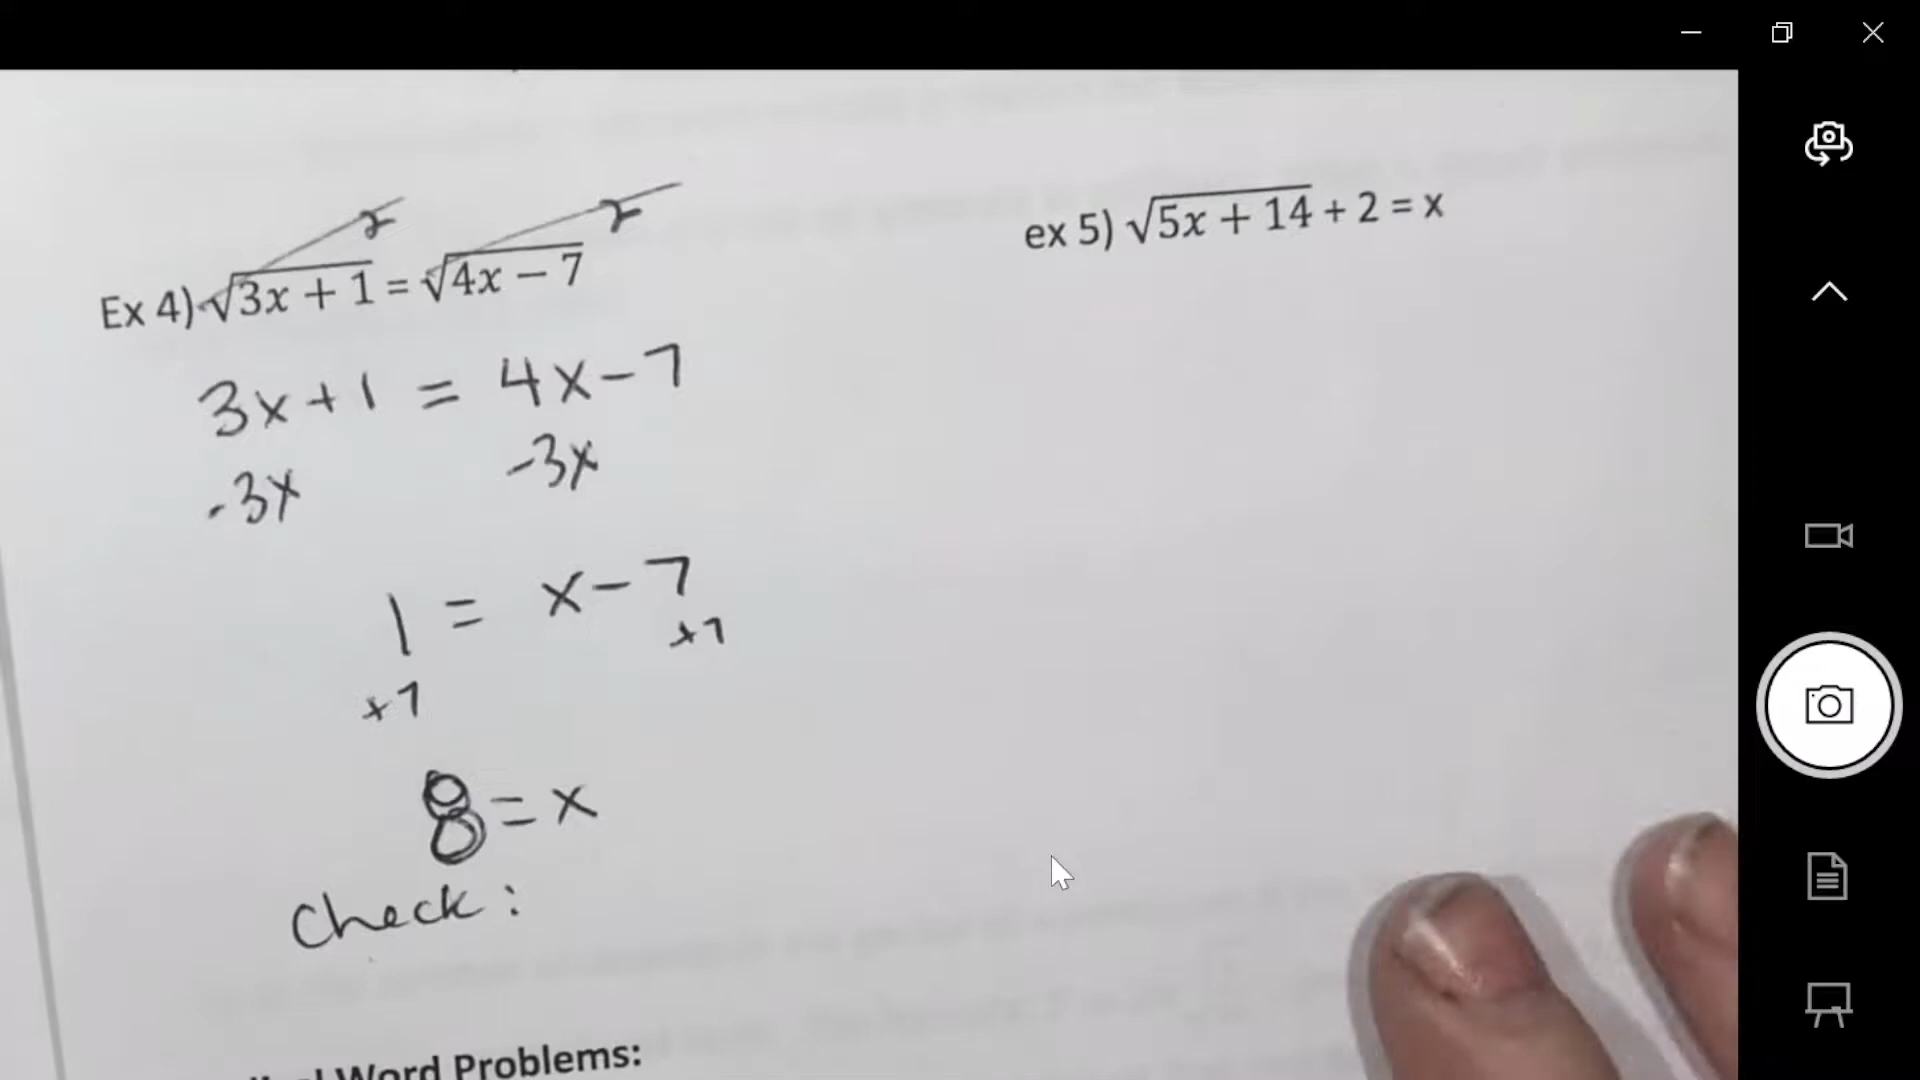 Ex 4) √3x + 1 = √4x − 7
2 2
3x+1 = 4x-7
-3x -3x
1 = x-7
+7 +7
8=x
Check:
ex 5) √5x + 14 + 2 = x
Word Problems: